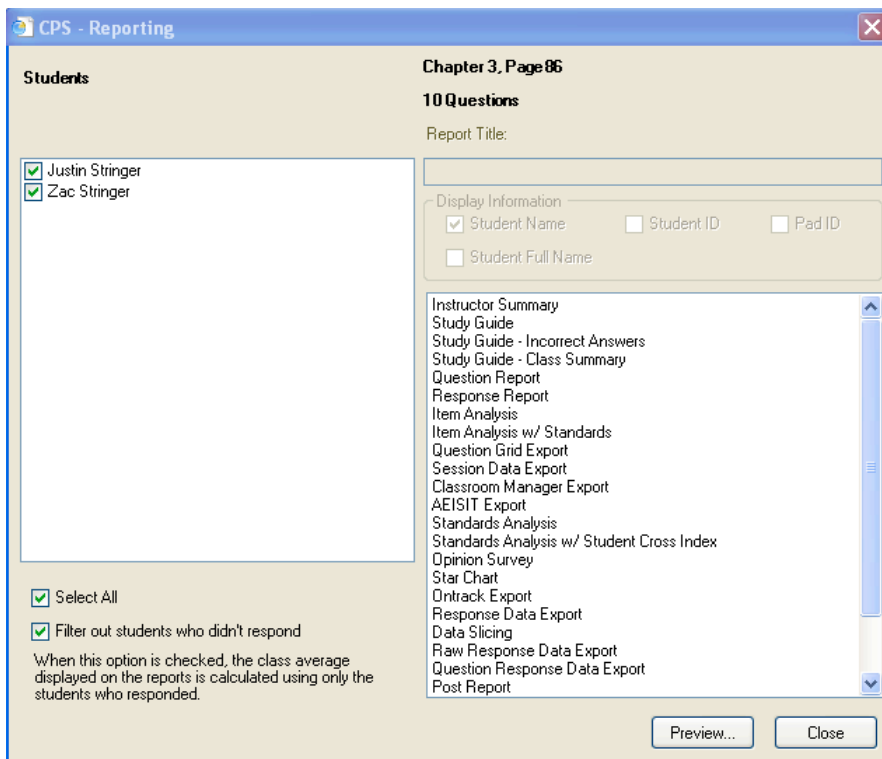 CPS - Reporting
Students
Chapter 3, Page 86
10 Questions
Report Title:
Justin Stringer
Zac Stringer
Display Information
Student Name
Student ID
Pad ID
Student Full Name
Instructor Summary
Study Guide
Study Guide - Incorrect Answers
Study Guide - Class Summary
Question Report
Response Report
Item Analysis
Item Analysis w/ Standards
Question Grid Export
Session Data Export
Classroom Manager Export
AEISIT Export
Standards Analysis
Standards Analysis w/ Student Cross Index
Opinion Survey
Star Chart
Ontrack Export
Response Data Export
Data Slicing
Raw Response Data Export
Question Response Data Export
Post Report
Select All
Filter out students who didn't respond
When this option is checked, the class average
displayed on the reports is calculated using only the
students who responded.
Preview...
Close